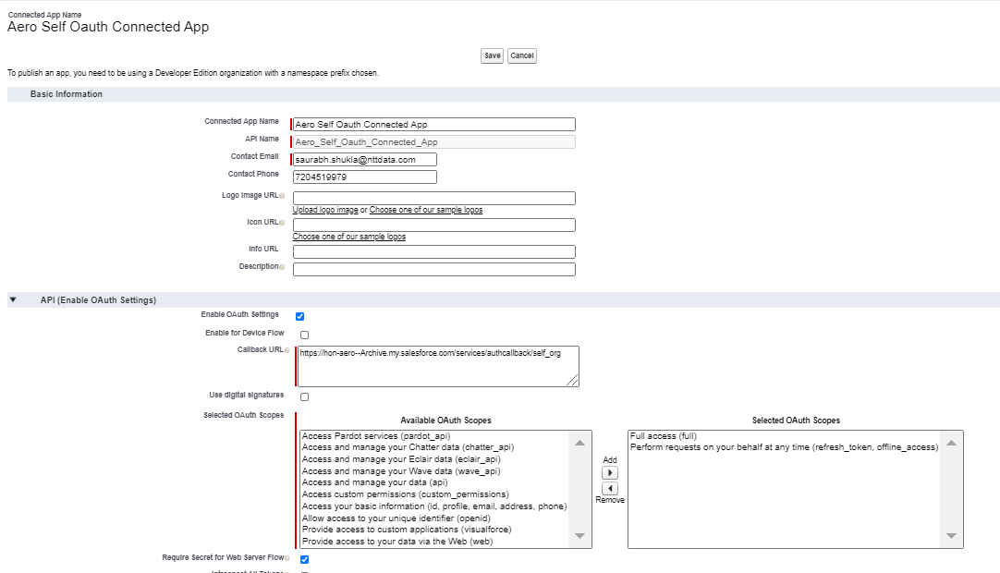 Connected App Name
Aero Self Oauth Connected App
Save Cancel
To publish an app, you need to be using a Developer Edition organization with a namespace prefix chosen.
Basic Information
Connected App Name Aero Self Oauth Connected App
API Name Aero_Self_Oauth_Connected_App
Contact Email saurabh.shukla@nttdata.com
Contact Phone 7204519979
Logo Image URL
Upload logo image or Choose one of our sample logos
Icon URL
Choose one of our sample logos
Info URL
Description
API (Enable OAuth Settings)
Enable OAuth Settings
Enable for Device Flow
Callback URL https://hon-aero--Archive.my.salesforce.com/services/authcallback/self_org
Use digital signatures
Selected OAuth Scopes
Available OAuth Scopes
Access Pardot services (pardot_api)
Access and manage your Chatter data (chatter_api)
Access and manage your Eclair data (eclair_api)
Access and manage your Wave data (wave_api)
Access and manage your data (api)
Access custom permissions (custom_permissions)
Access your basic information (id, profile, email, address, phone)
Allow access to your unique identifier (openid)
Provide access to custom applications (visualforce)
Provide access to your data via the Web (web)
Add
Remove
Selected OAuth Scopes
Full access (full)
Perform requests on your behalf at any time (refresh_token, offline_access)
Require Secret for Web Server Flow